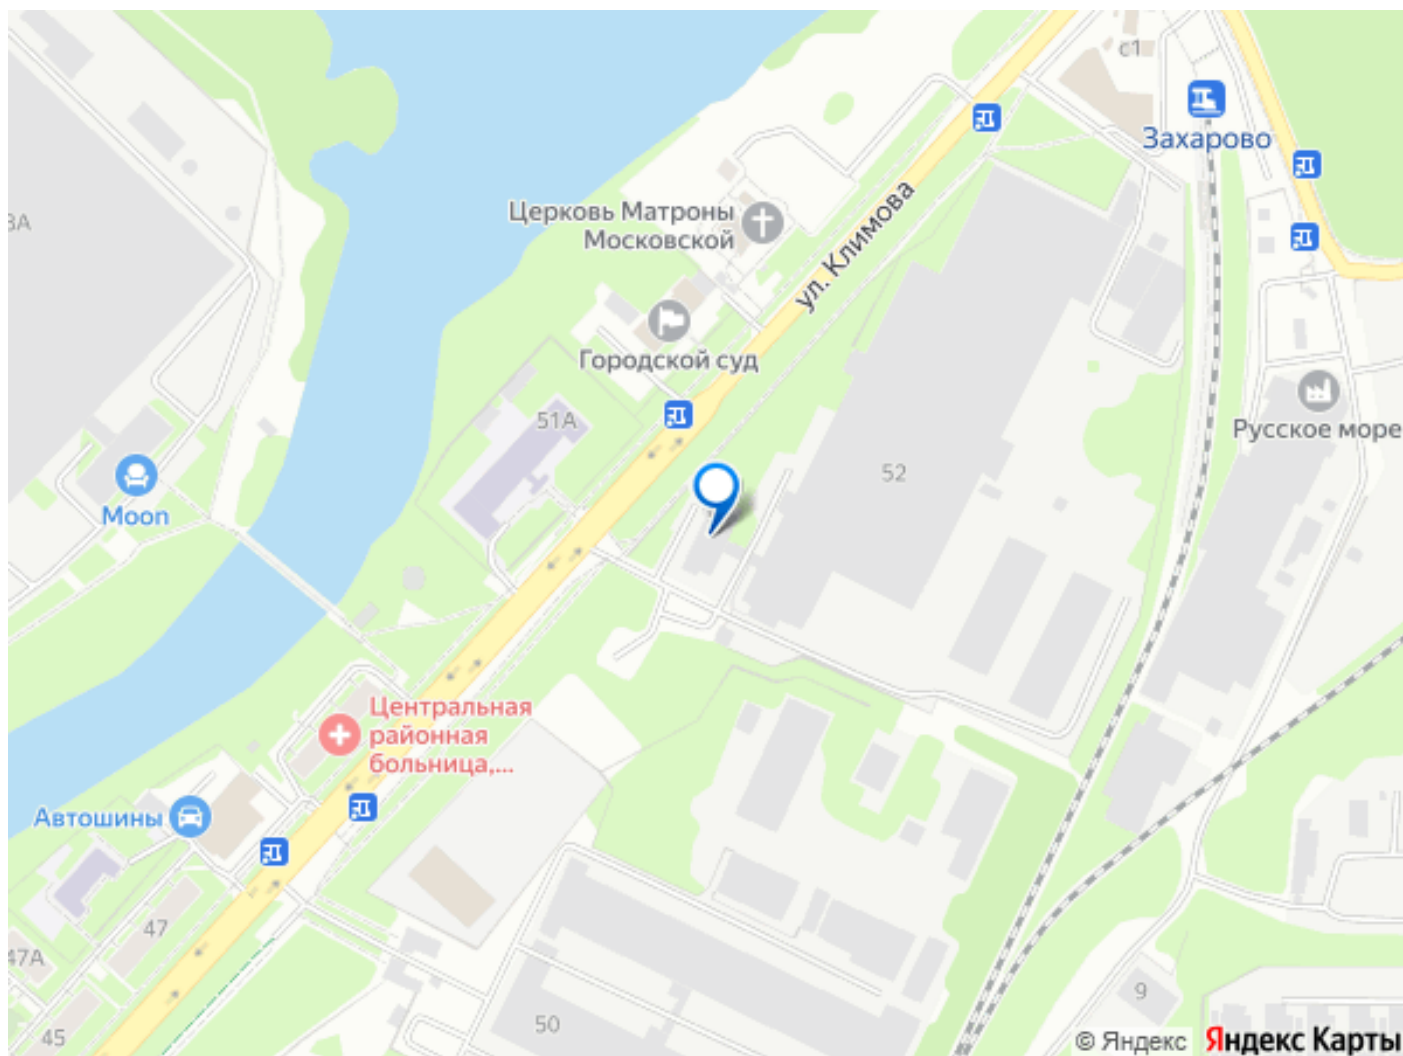 с1
Захарово
3А
Церковь Матроны
Московской
ул. Климова
Городской суд
51А
Русское море
52
Moon
Центральная
районная
больница,...
Автошины
47
47А
45
50
9
© Яндекс
Яндекс Карты